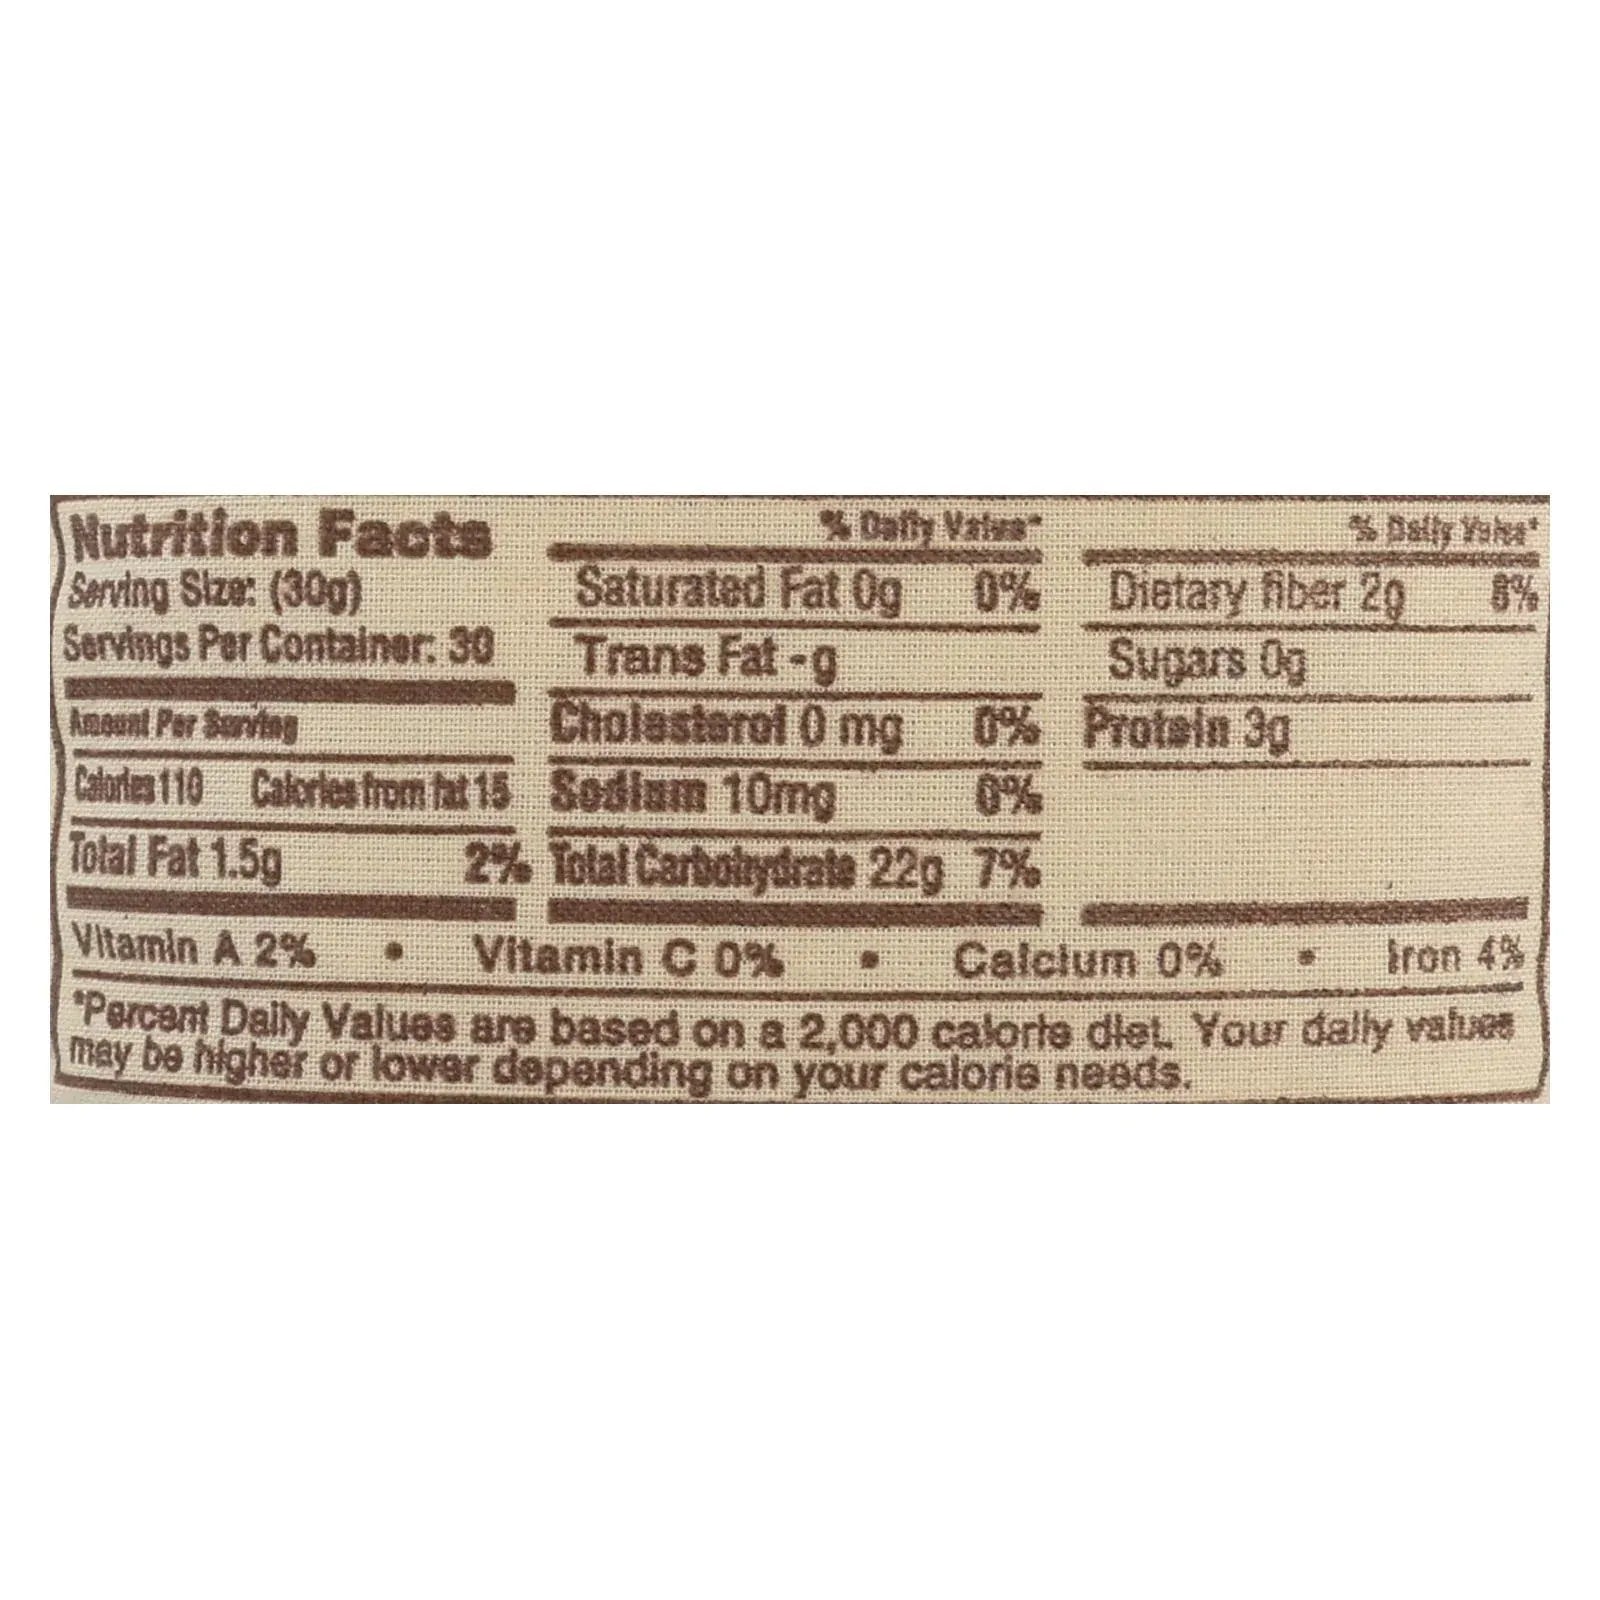 Nutrition Facts
Serving Size: (30g)
Servings Per Container: 30
Amount Per Serving
Calories 110 Calories from fat 15
Total Fat 1.5g 2%
% Daily Value*
Saturated Fat 0g 0%
Trans Fat -g
Cholesterol 0 mg 0%
Sodium 10mg 0%
Total Carbohydrate 22g 7%
% Daily Value*
Dietary fiber 2g
Sugars 0g
Protein 3g
Vitamin A 2% • Vitamin C 0% • Calcium 0% • Iron 4%
*Percent Daily Values are based on a 2,000 calorie diet. Your daily values
may be higher or lower depending on your calorie needs.